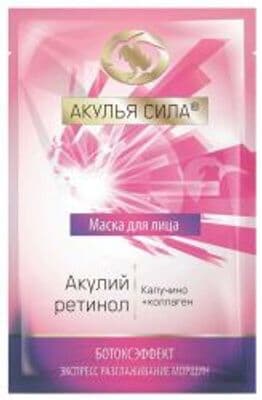 АКУЛЬЯ СИЛА®
Маска для лица
Акулий
ретинол
Капучино
+коллаген
БОТОКСЭФФЕКТ
ЭКСПРЕСС РАЗГЛАЖИВАНИЕ МОРЩИН